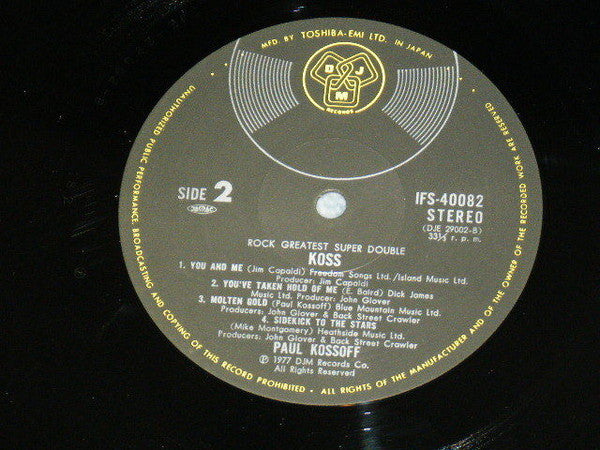 MFD. BY TOSHIBA-EMI LTD. IN JAPAN
D J M
RECORDS
SIDE 2
IFS-40082
STEREO
(DJE 29002-B)
33⅓ r. p. m.
ROCK GREATEST SUPER DOUBLE
KOSS
1. YOU AND ME (Jim Capaldi) Freedom Songs Ltd./Island Music Ltd.
Producer: Jim Capaldi
2. YOU'VE TAKEN HOLD OF ME (E. Baird) Dick James
Music Ltd. Producer: John Glover
3. MOLTEN GOLD (Paul Kossoff) Blue Mountain Music Ltd.
Producers: John Glover & Back Street Crawler
4. SIDEKICK TO THE STARS
(Mike Montgomery) Heathside Music Ltd.
Producers: John Glover & Back Street Crawler
PAUL KOSSOFF
℗ 1977 DJM Records Co.
All Rights Reserved
UNAUTHORIZED PUBLIC PERFORMANCE, BROADCASTING AND COPYING OF THIS RECORD PROHIBITED • ALL RIGHTS OF THE MANUFACTURER AND OF THE OWNER OF THE RECORDED WORK ARE RESERVED